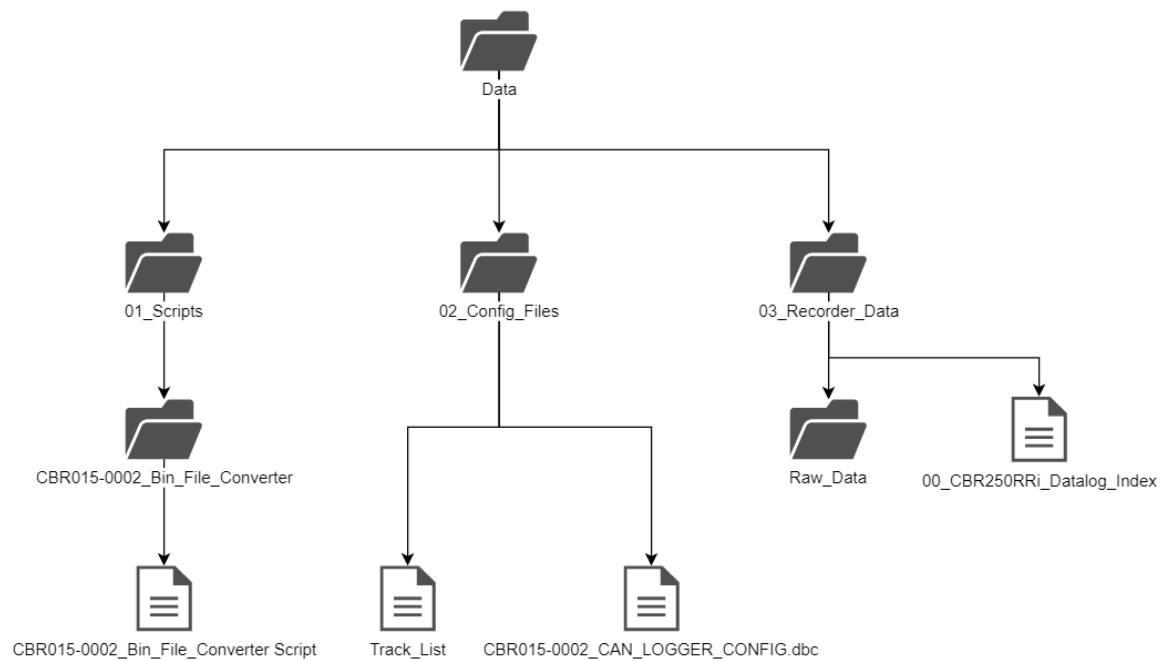 Data
01_Scripts
02_Config_Files
03_Recorder_Data
CBR015-0002_Bin_File_Converter
Raw_Data
00_CBR250RRi_Datalog_Index
CBR015-0002_Bin_File_Converter Script
Track_List
CBR015-0002_CAN_LOGGER_CONFIG.dbc